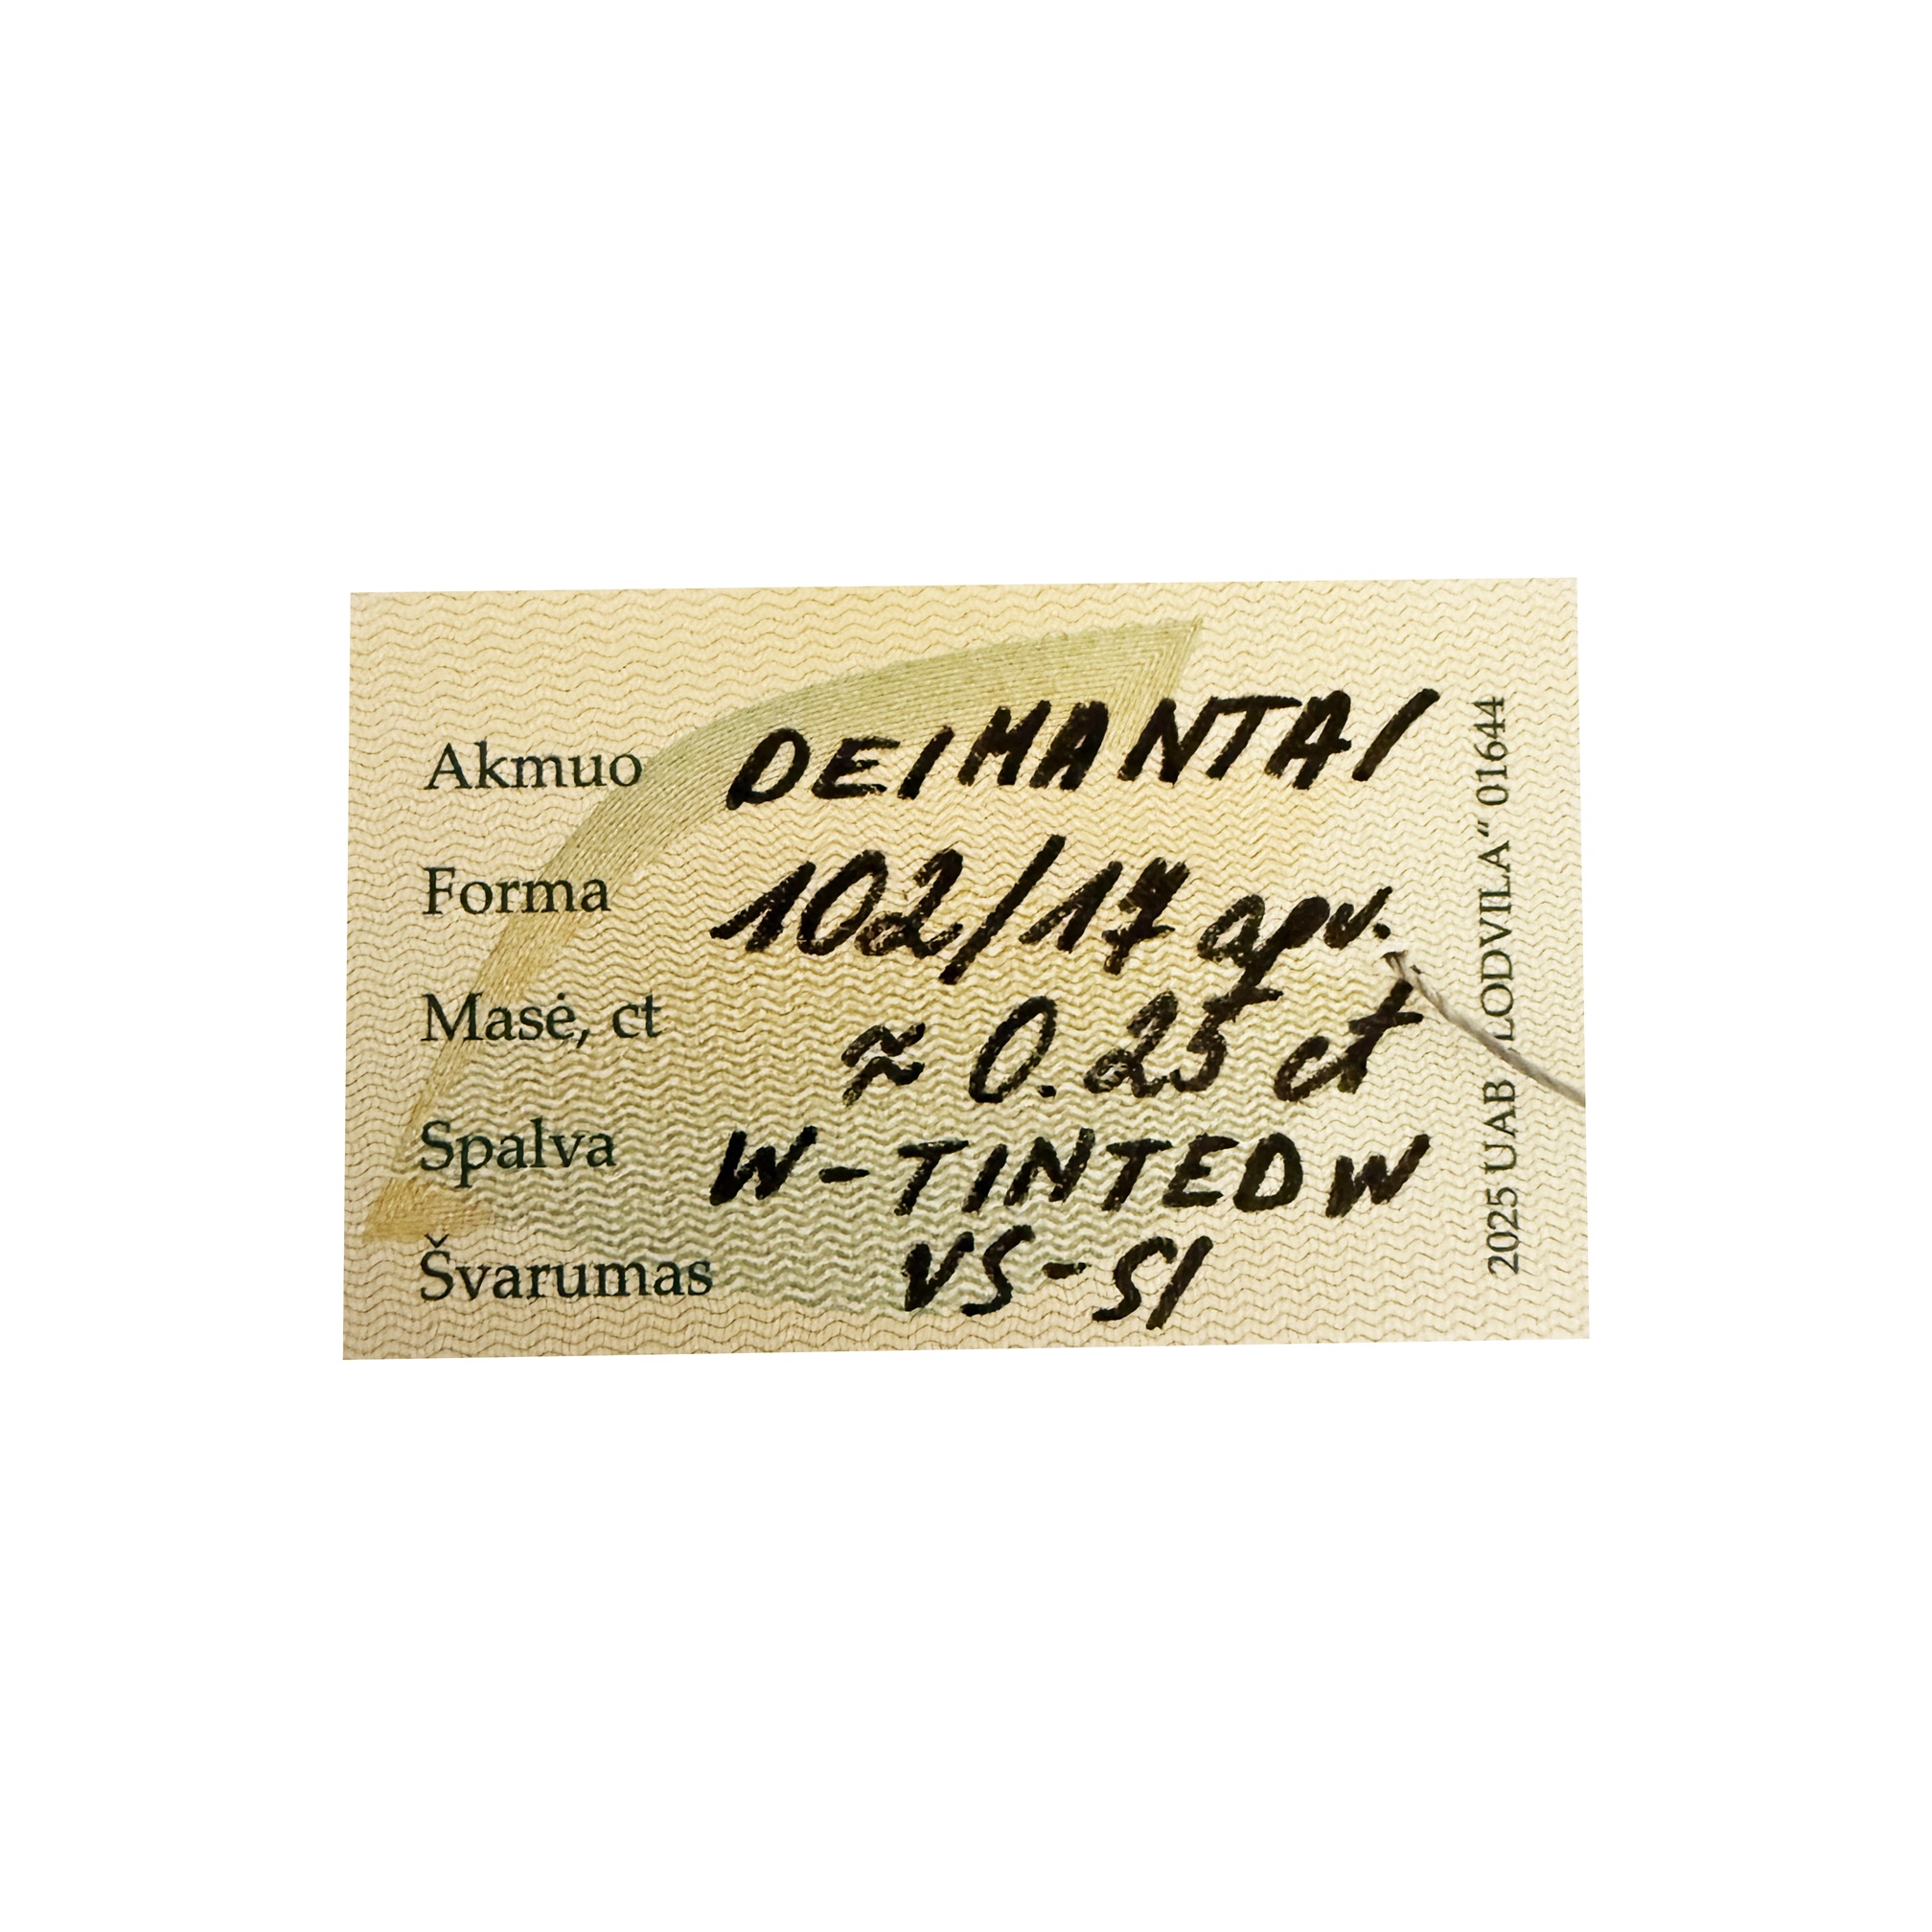 Akmuo DEIMANTAI
Forma 102/17 apv.
Masė, ct ≈ 0.25 ct
Spalva W-TINTED W
Švarumas VS-SI
2025 UAB LODVILA“ 01644